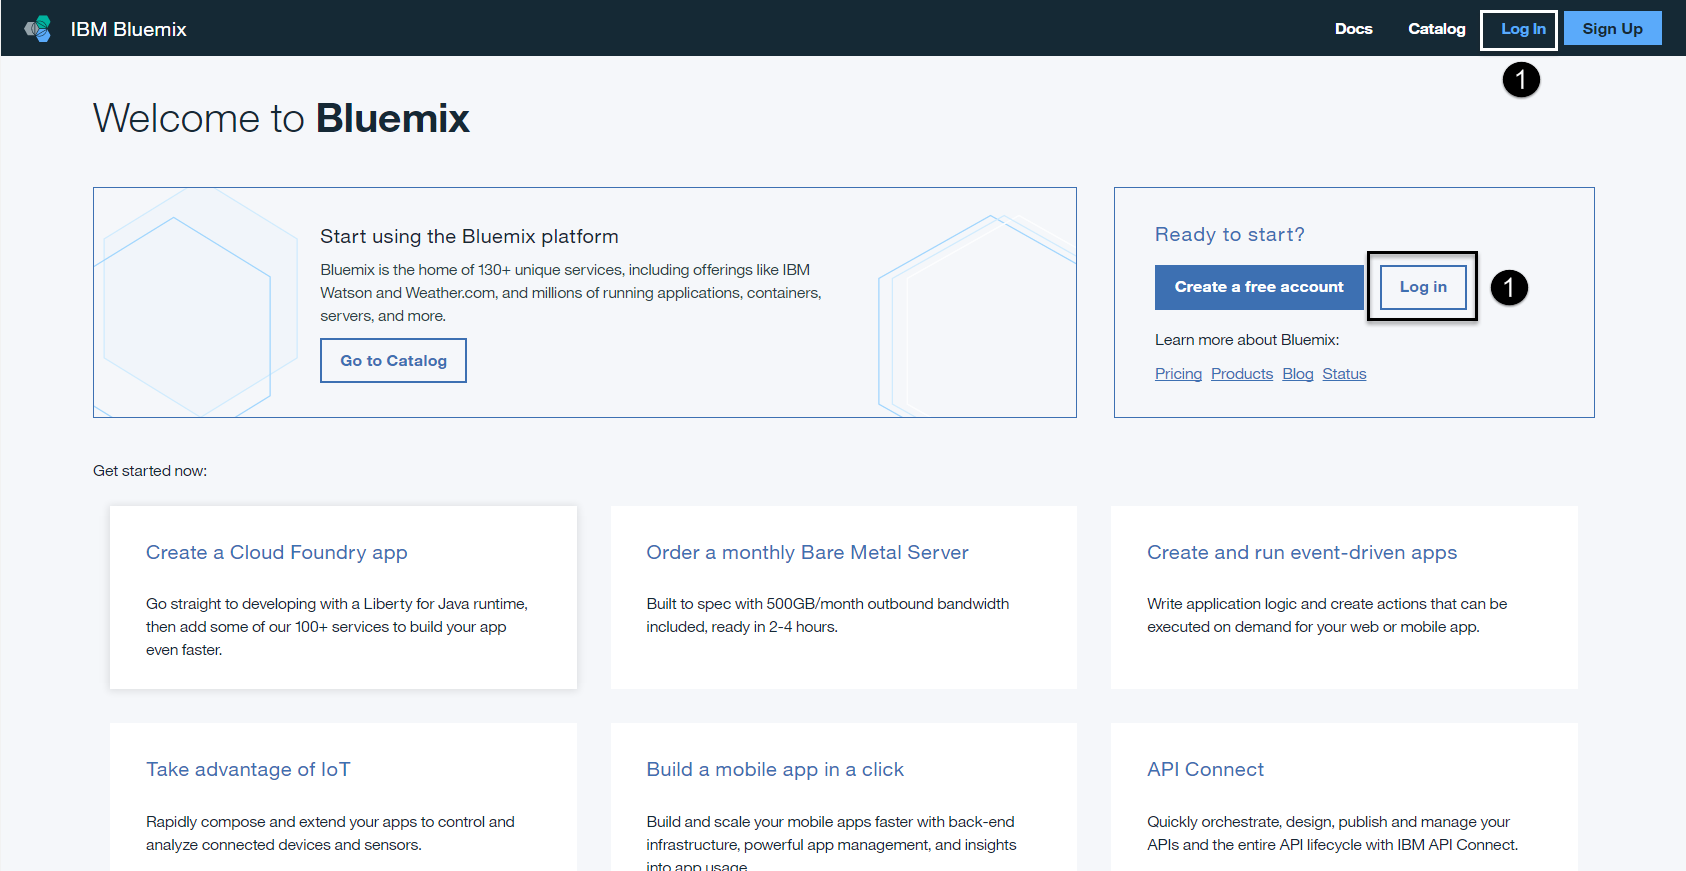 IBM Bluemix
Docs
Catalog
Log In
Sign Up
1
Welcome to Bluemix
Start using the Bluemix platform
Bluemix is the home of 130+ unique services, including offerings like IBM
Watson and Weather.com, and millions of running applications, containers,
servers, and more.
Go to Catalog
Ready to start?
Create a free account
Log in
1
Learn more about Bluemix:
Pricing Products Blog Status
Get started now:
Create a Cloud Foundry app
Go straight to developing with a Liberty for Java runtime,
then add some of our 100+ services to build your app
even faster.
Order a monthly Bare Metal Server
Built to spec with 500GB/month outbound bandwidth
included, ready in 2-4 hours.
Create and run event-driven apps
Write application logic and create actions that can be
executed on demand for your web or mobile app.
Take advantage of IoT
Rapidly compose and extend your apps to control and
analyze connected devices and sensors.
Build a mobile app in a click
Build and scale your mobile apps faster with back-end
infrastructure, powerful app management, and insights
into app usage.
API Connect
Quickly orchestrate, design, publish and manage your
APIs and the entire API lifecycle with IBM API Connect.